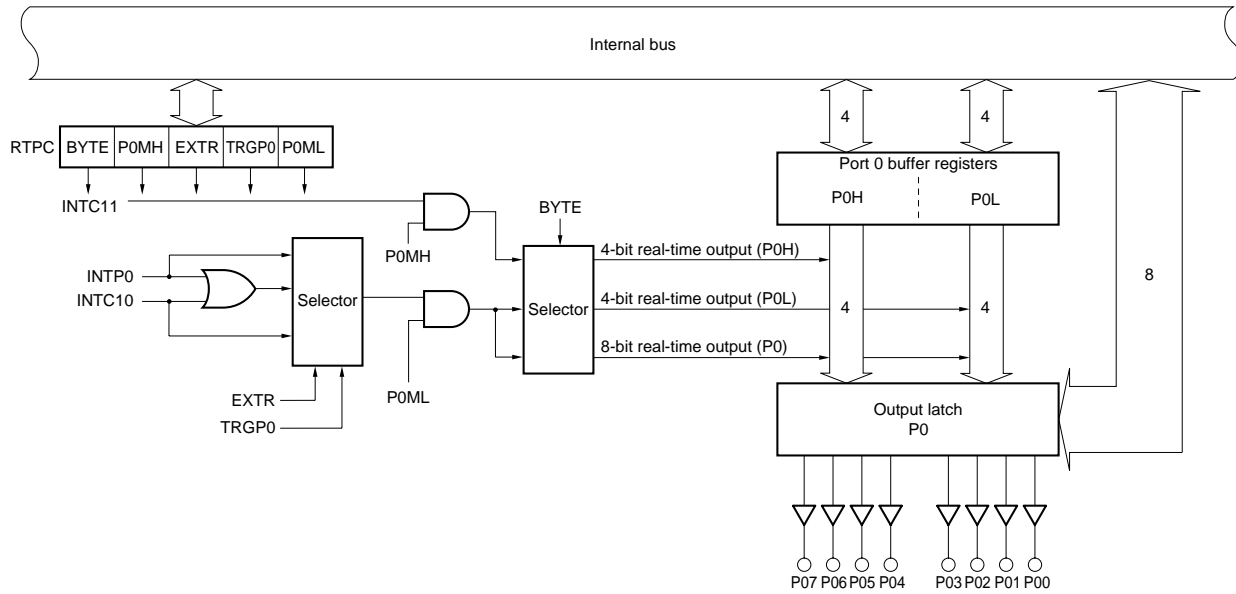 Internal bus
4
4
RTPC
BYTE
P0MH
EXTR
TRGP0
P0ML
Port 0 buffer registers
P0H
P0L
INTC11
BYTE
P0MH
4-bit real-time output (P0H)
INTP0
INTC10
Selector
Selector
4-bit real-time output (P0L)
4
4
8
8-bit real-time output (P0)
P0ML
EXTR
TRGP0
Output latch
P0
P07
P06
P05
P04
P03
P02
P01
P00